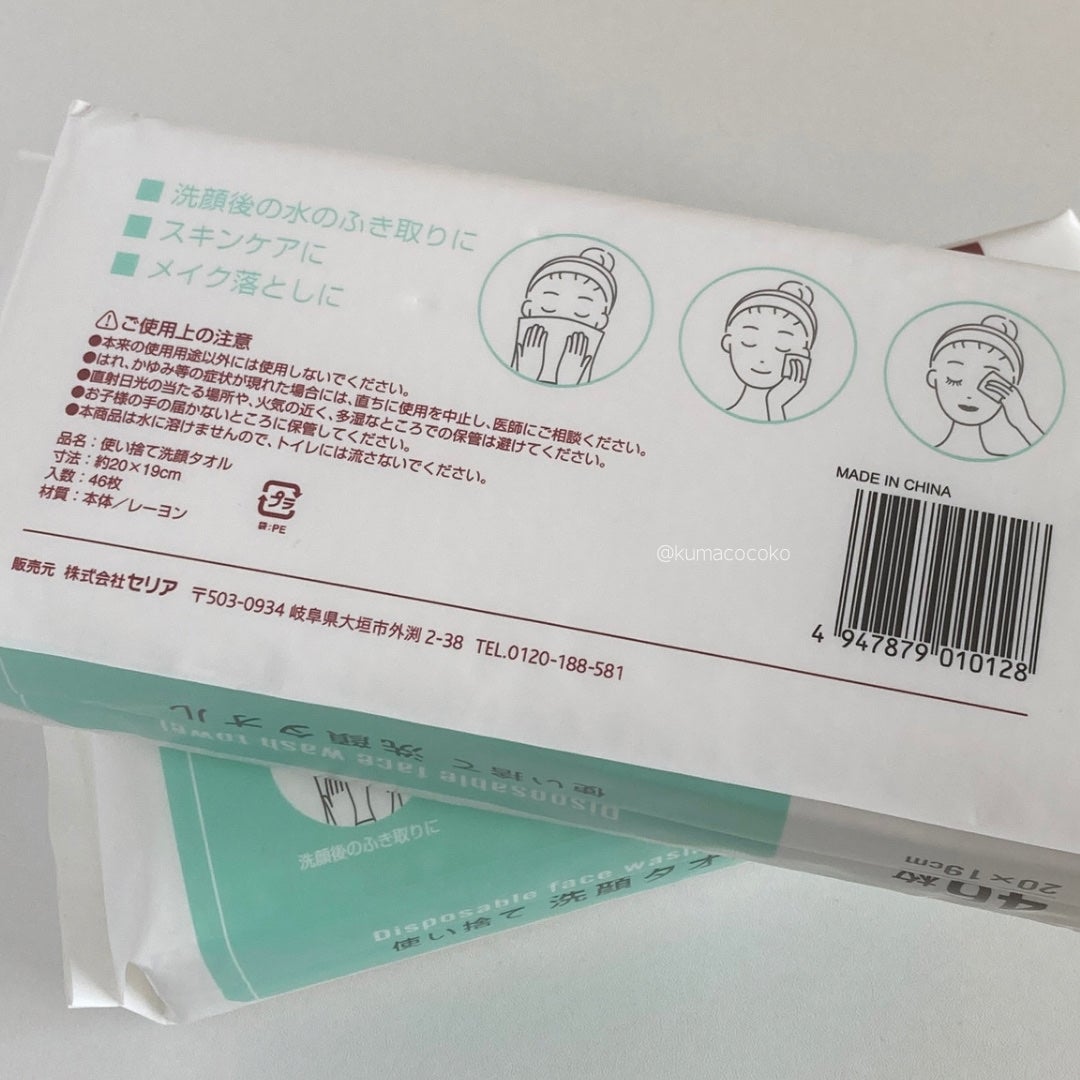 ■ 洗顔後の水のふき取りに
■ スキンケアに
■ メイク落としに
⚠ご使用上の注意
●本来の使用用途以外には使用しないでください。
●はれ、かゆみ等の症状が現れた場合には、直ちに使用を中止し、医師にご相談ください。
●直射日光の当たる場所や、火気の近く、多湿なところでの保管は避けてください。
●お子様の手の届かないところに保管してください。
●本商品は水に溶けませんので、トイレには流さないでください。
品名:使い捨て洗顔タオル
寸法:約20×19cm
入数:46枚
材質:本体/レーヨン
プラ
袋:PE
MADE IN CHINA
4 947879 010128
@kumacocoko
販売元 株式会社セリア 〒503-0934 岐阜県大垣市外渕 2-38 TEL.0120-188-581
Disposable face wash towel
使い捨て 洗顔タオル
20×19cm
洗顔後のふき取りに
Disposable face wash
使い捨て 洗顔タオ